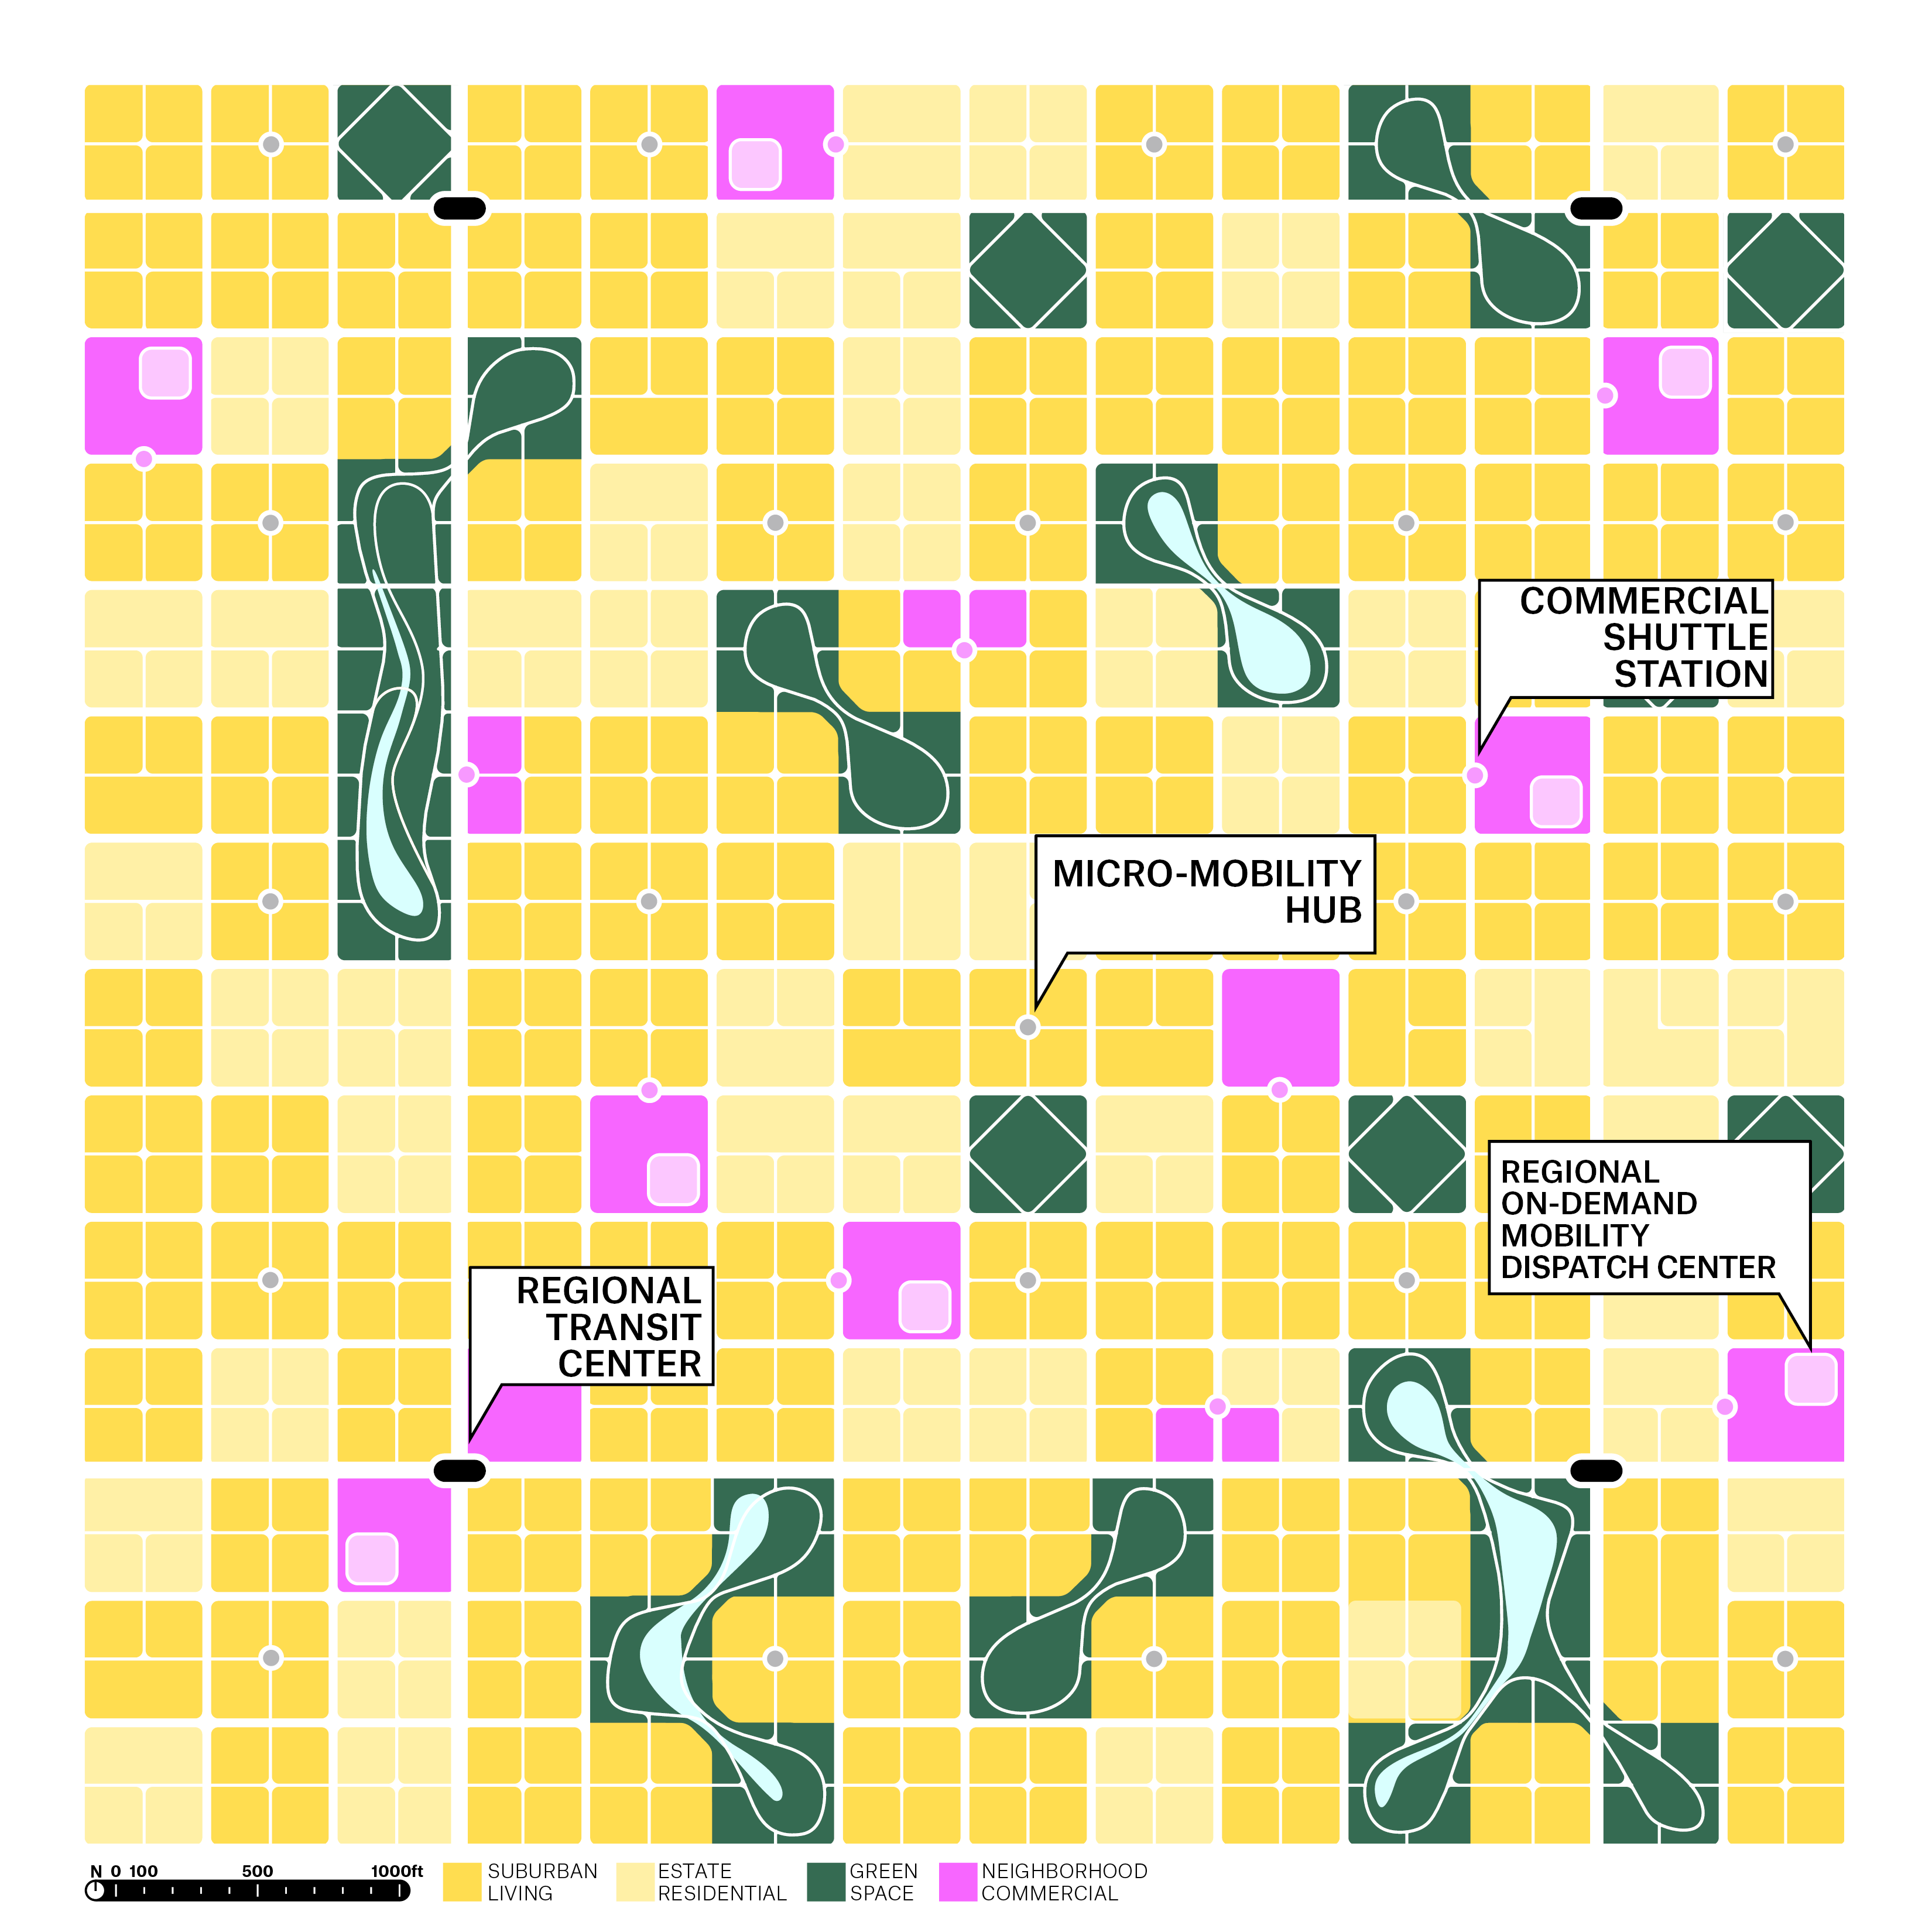 COMMERCIAL
SHUTTLE
STATION
MICRO-MOBILITY
HUB
REGIONAL
ON-DEMAND
MOBILITY
DISPATCH CENTER
REGIONAL
TRANSIT
CENTER
N 0 100 500 1000ft
SUBURBAN
LIVING
ESTATE
RESIDENTIAL
GREEN
SPACE
NEIGHBORHOOD
COMMERCIAL